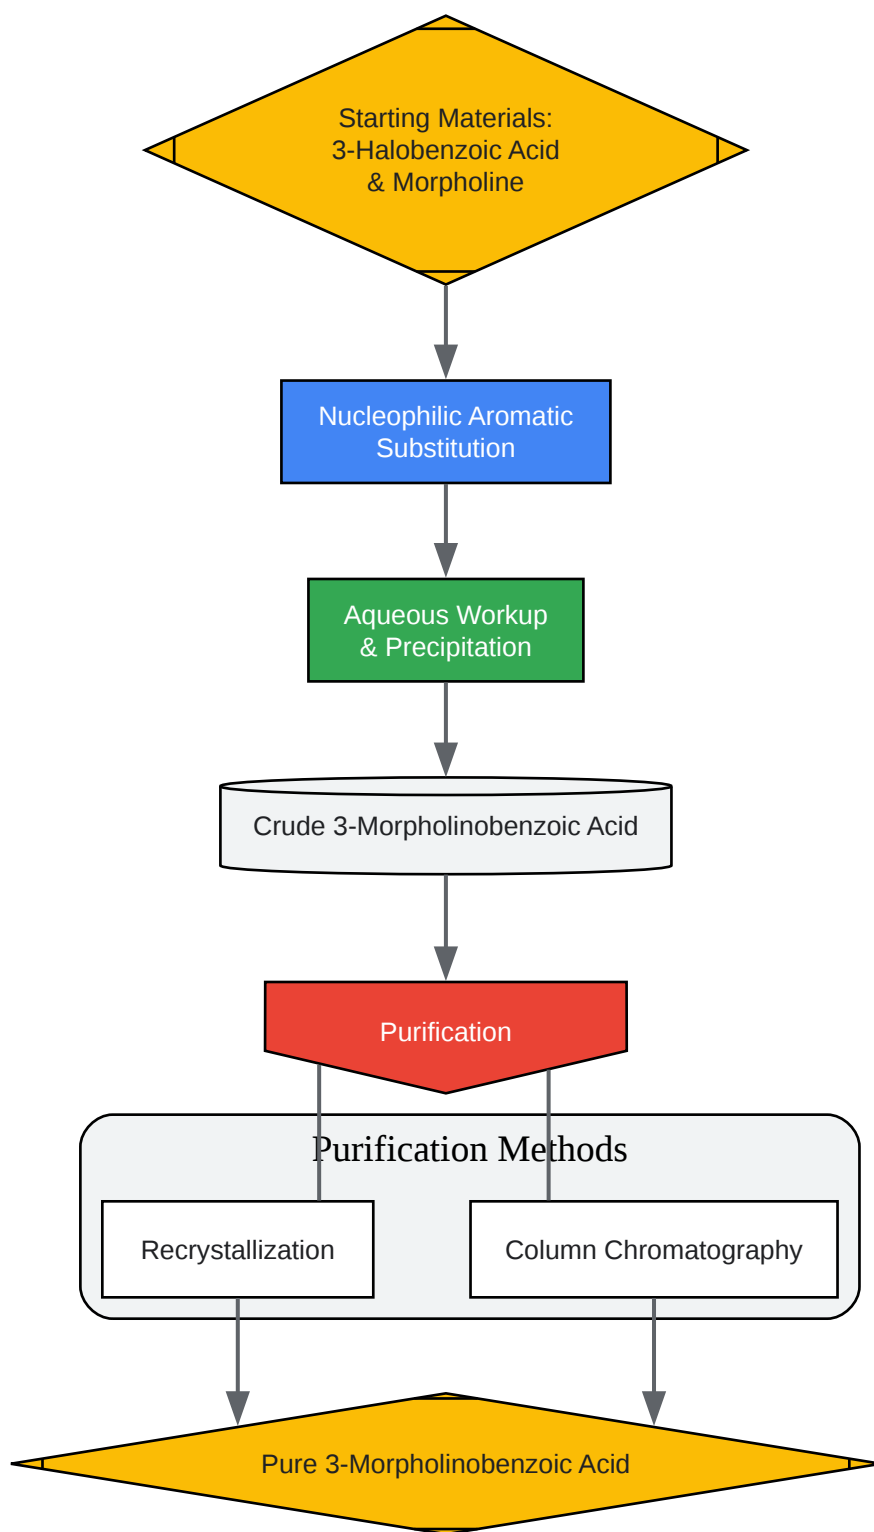 Starting Materials:
3-Halobenzoic Acid
& Morpholine
Nucleophilic Aromatic
Substitution
Aqueous Workup
& Precipitation
Crude 3-Morpholinobenzoic Acid
Purification
Purification Methods
Recrystallization
Column Chromatography
Pure 3-Morpholinobenzoic Acid